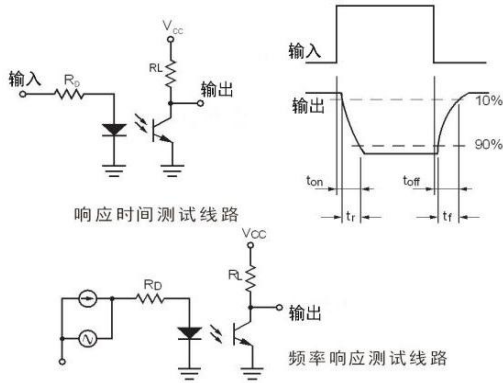 Vcc
RL
输入
RD
输出
响应时间测试线路
输入
输出
10%
90%
ton
toff
tr
tf
VCC
RL
RD
输出
频率响应测试线路